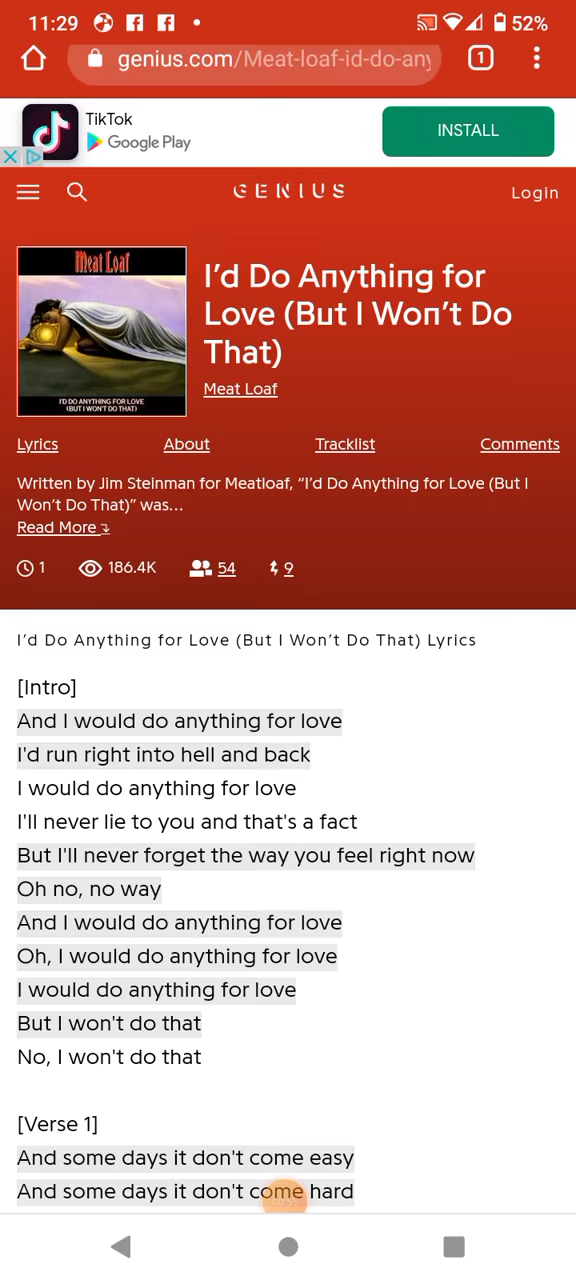 11:29
52%
genius.com/Meat-loaf-id-do-any
1
TikTok
Google Play
INSTALL
GENIUS
Login
Meat Loaf
I'D DO ANYTHING FOR LOVE
(BUT I WON'T DO THAT)
I’d Do Anything for
Love (But I Won’t Do
That)
Meat Loaf
Lyrics About Tracklist Comments
Written by Jim Steinman for Meatloaf, “I’d Do Anything for Love (But I
Won’t Do That)” was...
Read More
1 186.4K 54 9
I’d Do Anything for Love (But I Won’t Do That) Lyrics
[Intro]
And I would do anything for love
I'd run right into hell and back
I would do anything for love
I'll never lie to you and that's a fact
But I'll never forget the way you feel right now
Oh no, no way
And I would do anything for love
Oh, I would do anything for love
I would do anything for love
But I won't do that
No, I won't do that
[Verse 1]
And some days it don't come easy
And some days it don't come hard